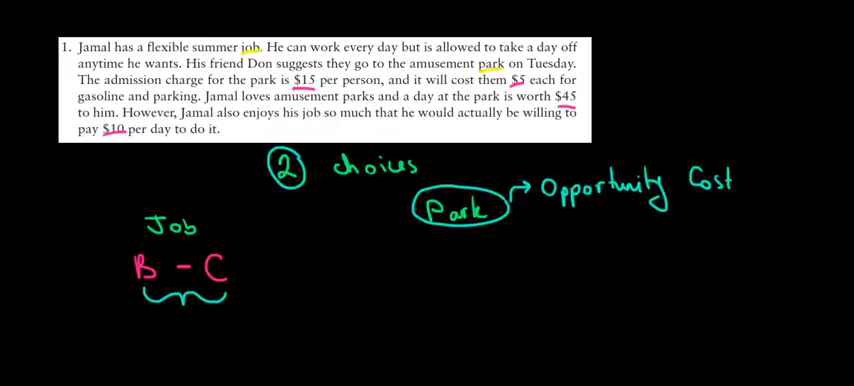 1. Jamal has a flexible summer job. He can work every day but is allowed to take a day off
anytime he wants. His friend Don suggests they go to the amusement park on Tuesday.
The admission charge for the park is $15 per person, and it will cost them $5 each for
gasoline and parking. Jamal loves amusement parks and a day at the park is worth $45
to him. However, Jamal also enjoys his job so much that he would actually be willing to
pay $10 per day to do it.
2 choices
Park → Opportunity Cost
Job
B - C